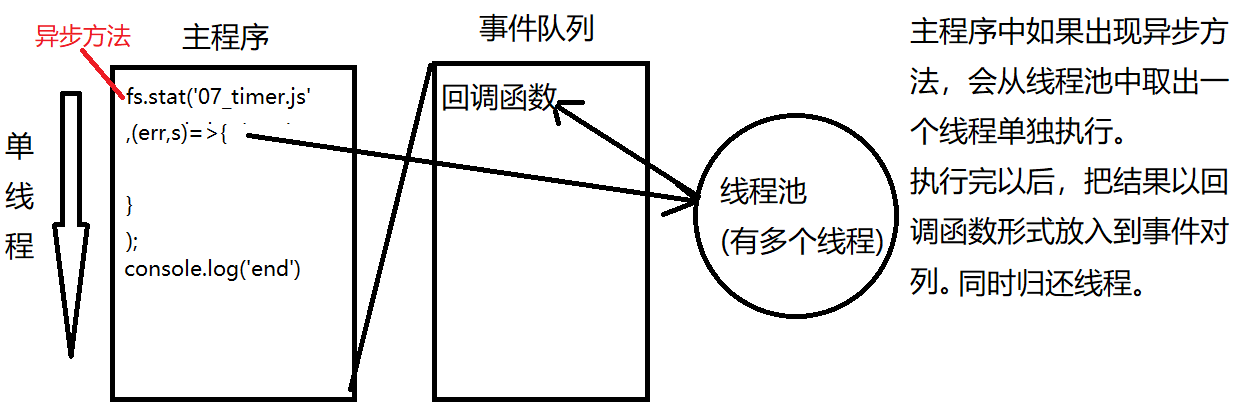 异步方法
主程序
事件队列
单
线
程
fs.stat('07_timer.js'
,(err,s)=>{
}
);
console.log('end')
回调函数
线程池
(有多个线程)
主程序中如果出现异步方
法，会从线程池中取出一
个线程单独执行。
执行完以后，把结果以回
调函数形式放入到事件对
列。同时归还线程。